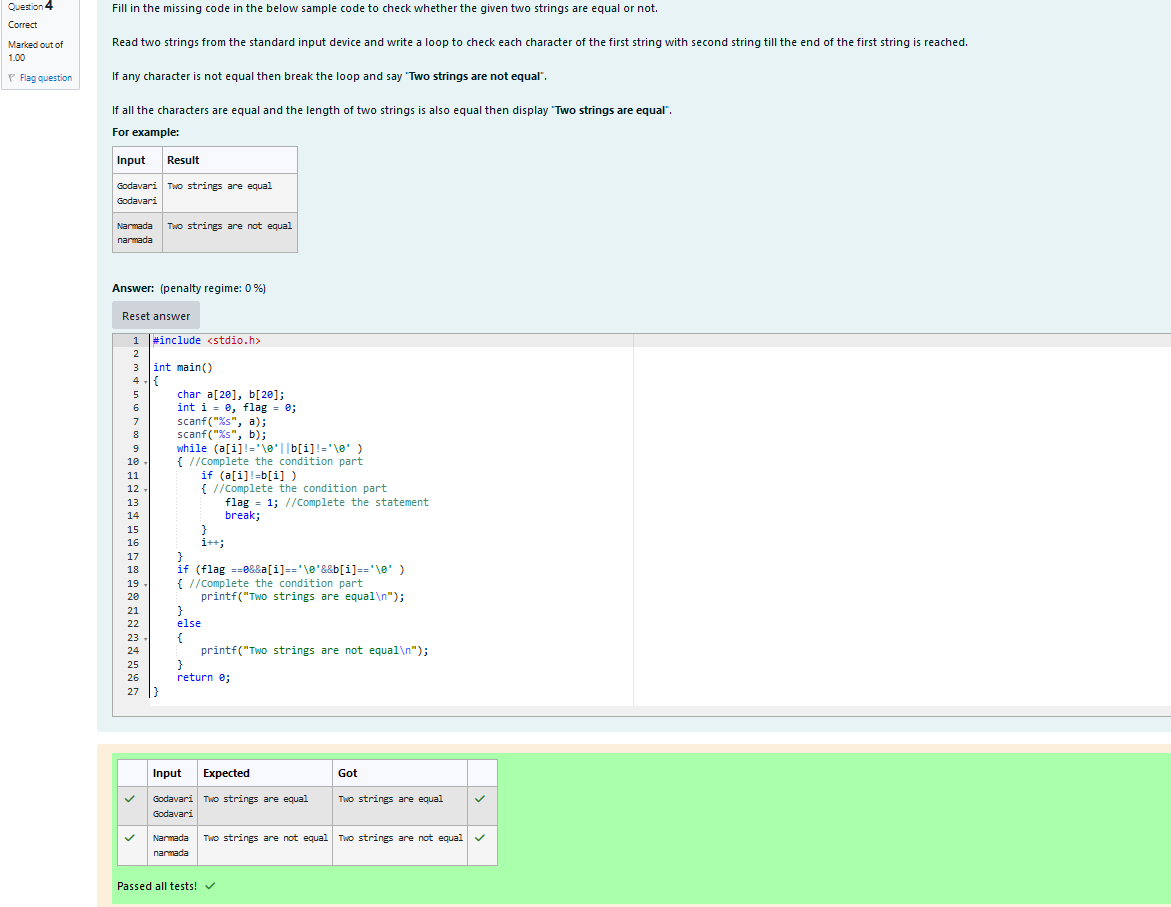 Question 4
Correct
Marked out of
1.00
Flag question
Fill in the missing code in the below sample code to check whether the given two strings are equal or not.
Read two strings from the standard input device and write a loop to check each character of the first string with second string till the end of the first string is reached.
If any character is not equal then break the loop and say "Two strings are not equal".
If all the characters are equal and the length of two strings is also equal then display "Two strings are equal".
For example:
Input Result
Godavari Two strings are equal
Godavari
Narmada Two strings are not equal
narmada
Answer: (penalty regime: 0 %)
Reset answer
1 #include <stdio.h>
2
3 int main()
4 {
5 char a[20], b[20];
6 int i = 0, flag = 0;
7 scanf("%s", a);
8 scanf("%s", b);
9 while (a[i]!='\0'||b[i]!='\0' )
10 { //Complete the condition part
11 if (a[i]!=b[i] )
12 { //Complete the condition part
13 flag = 1; //Complete the statement
14 break;
15 }
16 i++;
17 }
18 if (flag ==0&&a[i]=='\0'&&b[i]=='\0' )
19 { //Complete the condition part
20 printf("Two strings are equal\n");
21 }
22 else
23 {
24 printf("Two strings are not equal\n");
25 }
26 return 0;
27 }
Input Expected Got
Godavari Two strings are equal Two strings are equal
Godavari
Narmada Two strings are not equal Two strings are not equal
narmada
Passed all tests!